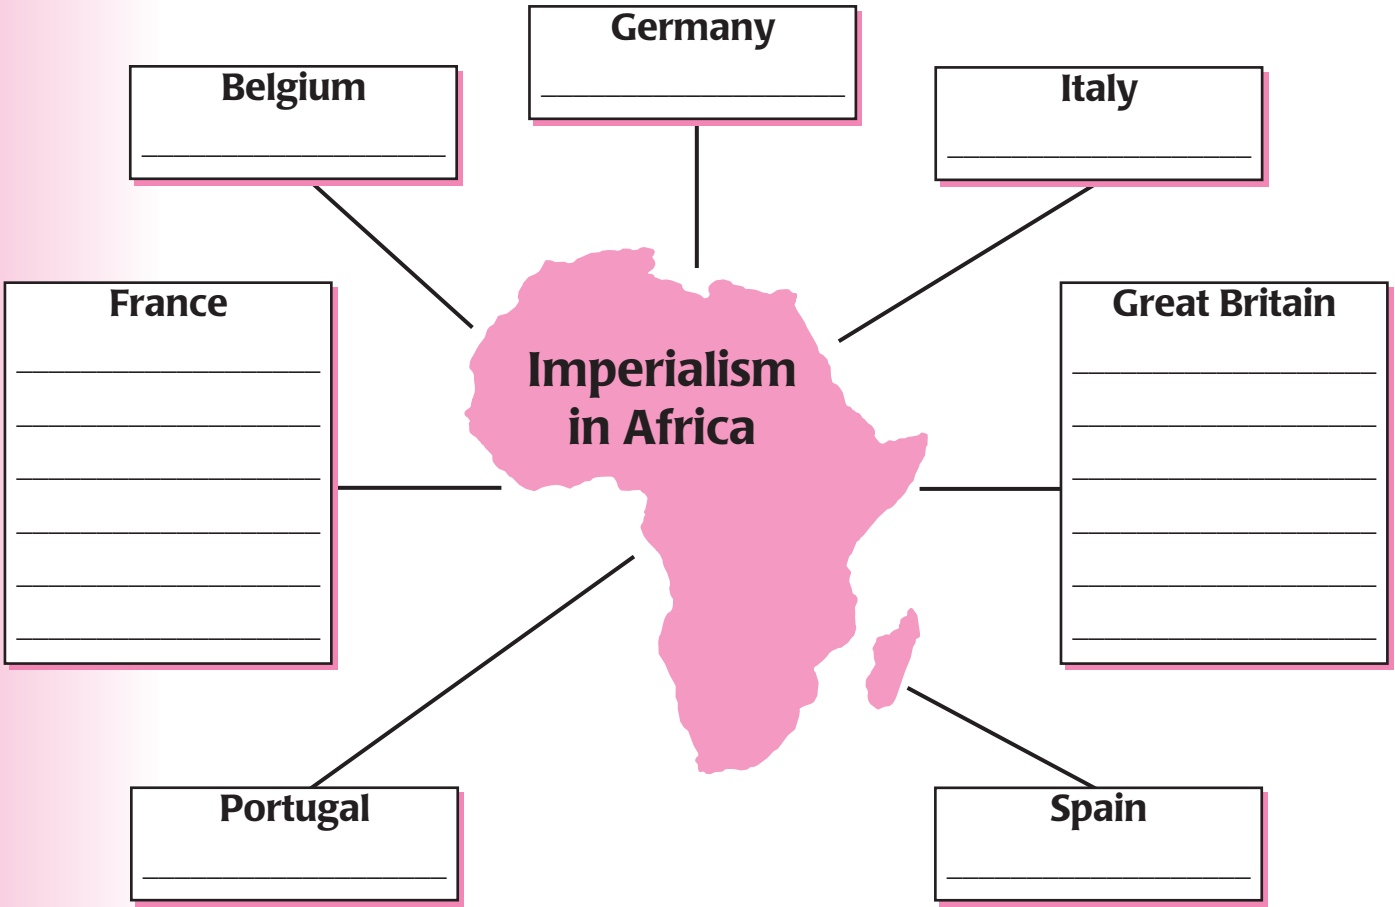 Germany
Belgium
Italy
France
Great Britain
Imperialism
in Africa
Portugal
Spain